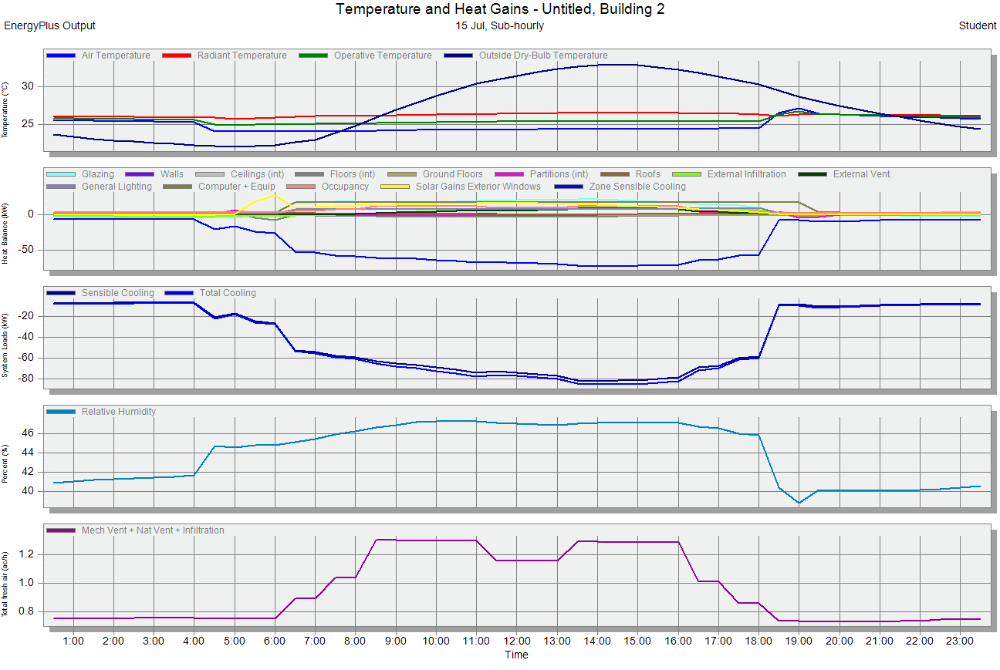 Temperature and Heat Gains - Untitled, Building 2
EnergyPlus Output 15 Jul, Sub-hourly Student
Air Temperature Radiant Temperature Operative Temperature Outside Dry-Bulb Temperature
Temperature (°C)
30
25
Glazing Walls Ceilings (int) Floors (int) Ground Floors Partitions (int) Roofs External Infiltration External Vent.
General Lighting Computer + Equip Occupancy Solar Gains Exterior Windows Zone Sensible Cooling
Heat Balance (kW)
0
-50
Sensible Cooling Total Cooling
System Loads (kW)
-20
-40
-60
-80
Relative Humidity
Percent (%)
46
44
42
40
Mech Vent + Nat Vent + Infiltration
Total fresh air (ac/h)
1.2
1.0
0.8
1:00 2:00 3:00 4:00 5:00 6:00 7:00 8:00 9:00 10:00 11:00 12:00 13:00 14:00 15:00 16:00 17:00 18:00 19:00 20:00 21:00 22:00 23:00
Time